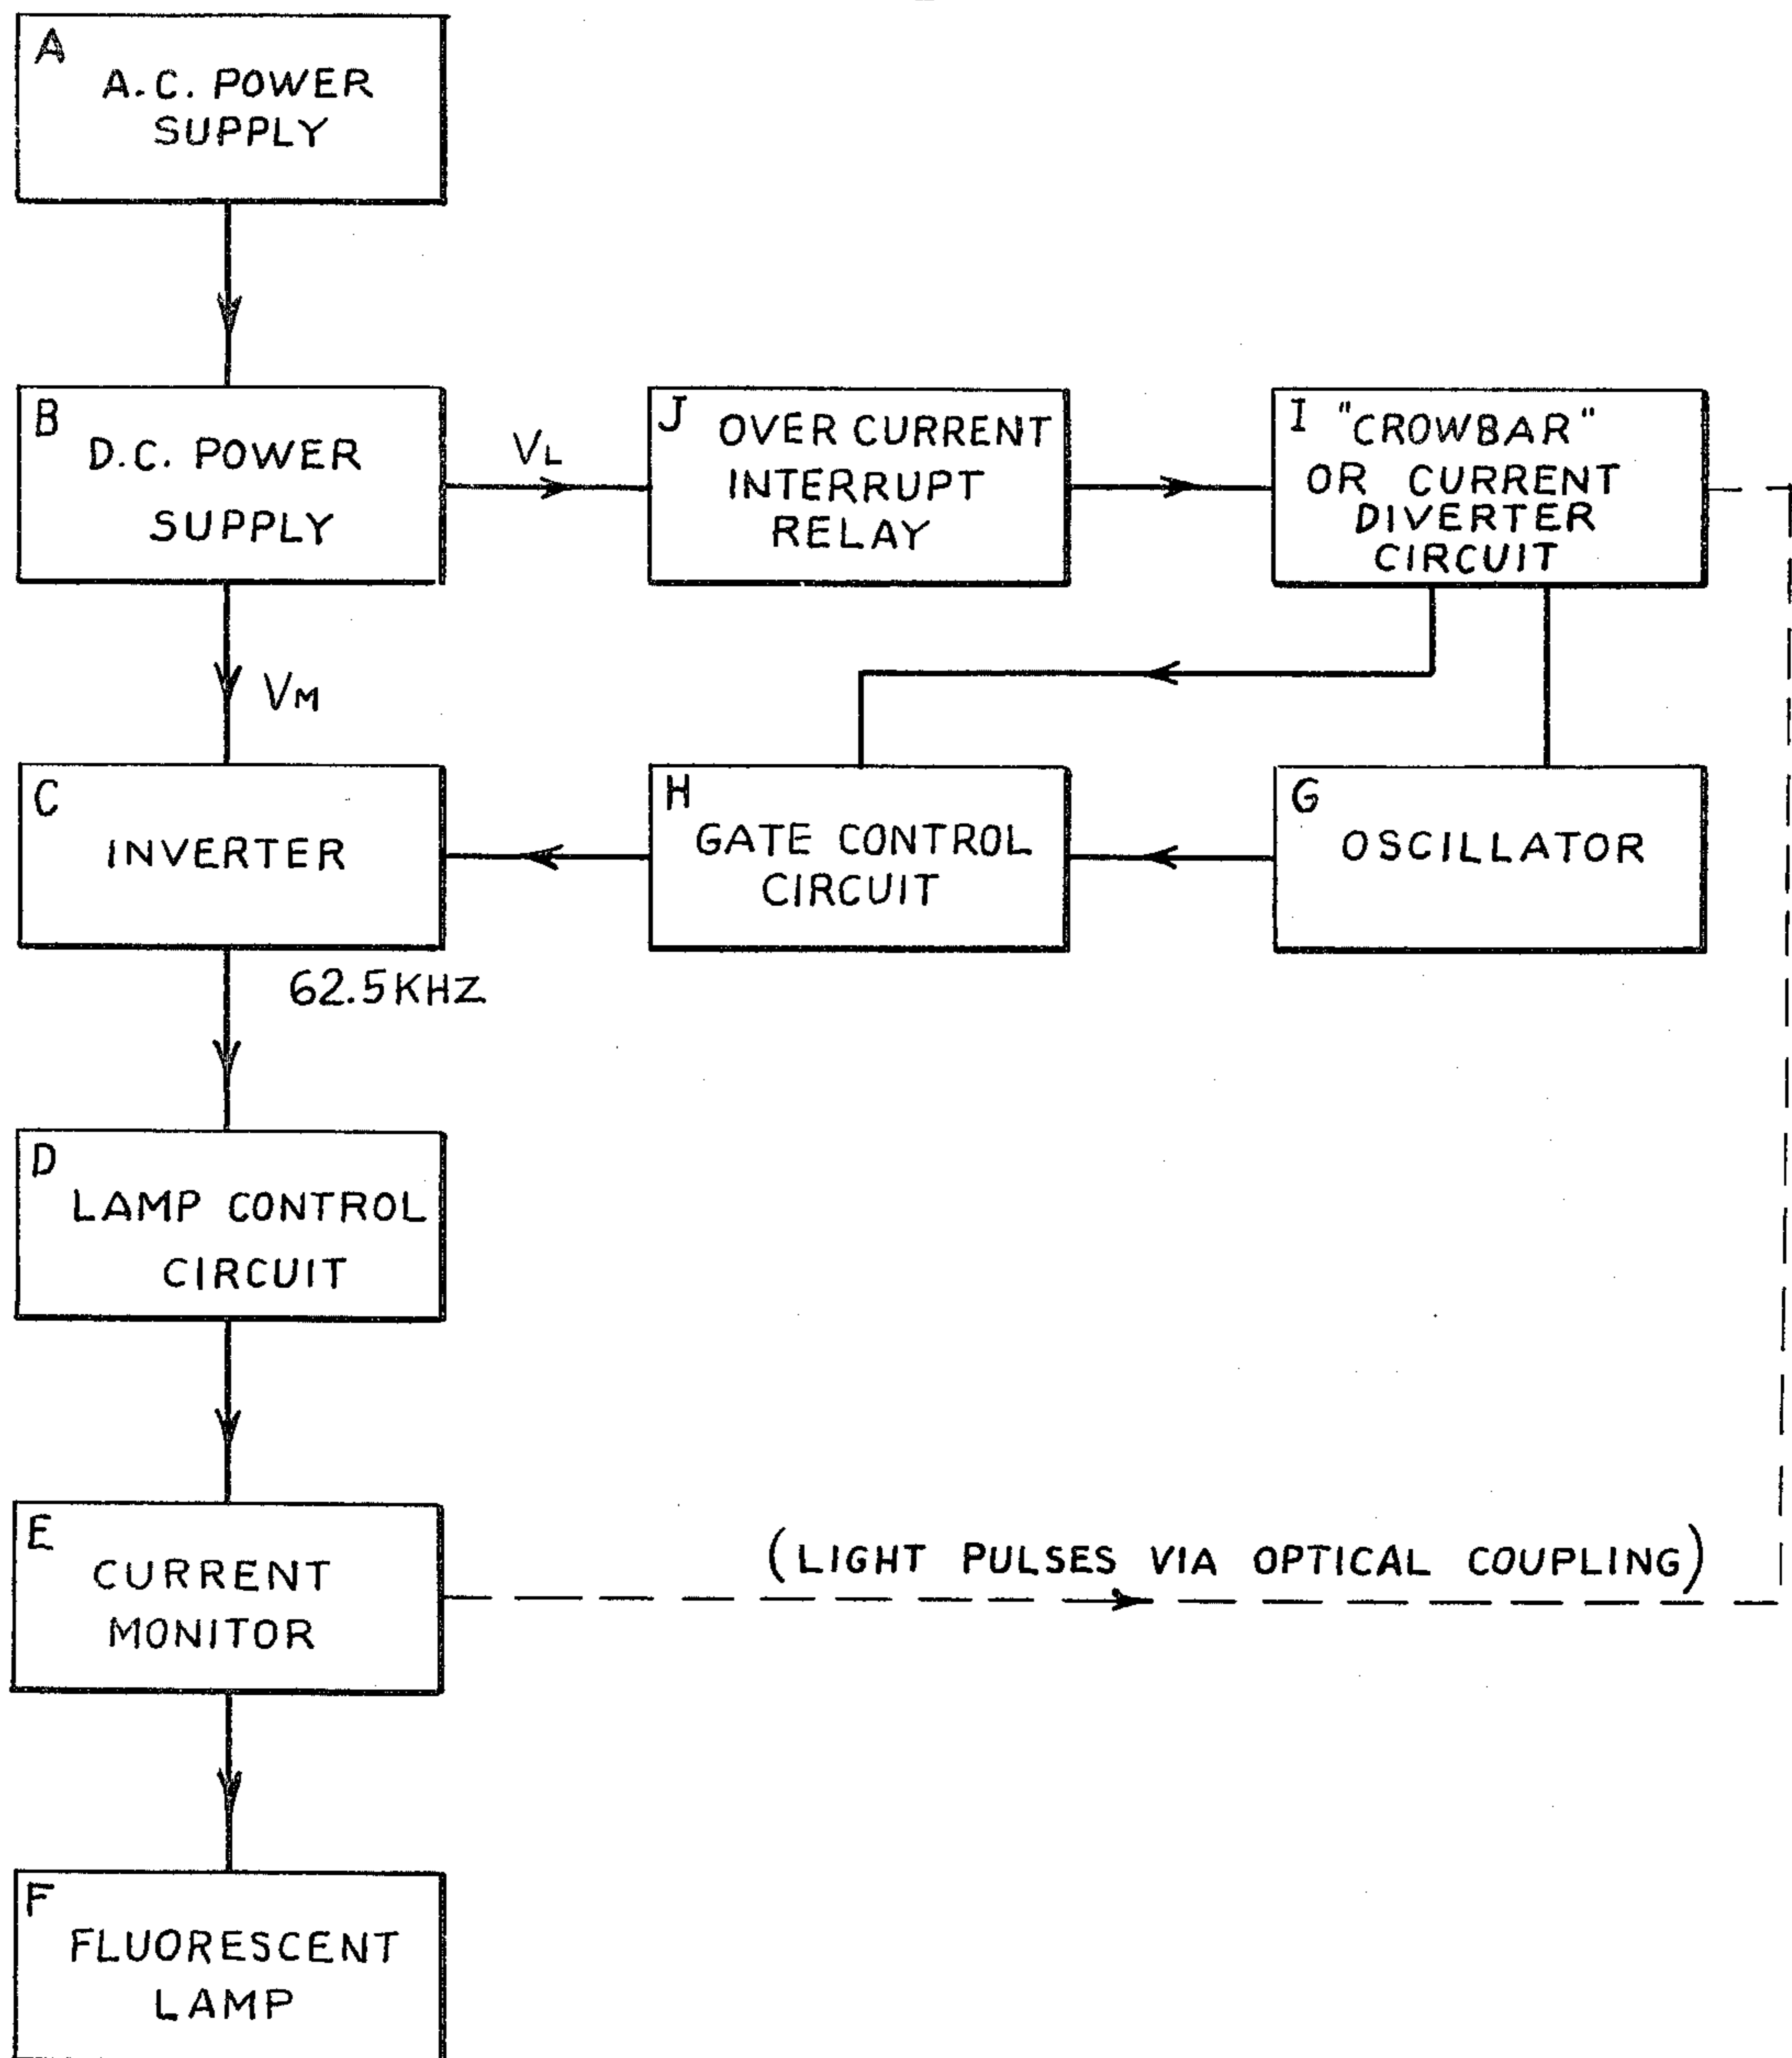 A
A.C. POWER
SUPPLY
B
D.C. POWER
SUPPLY
VL
J OVER CURRENT
INTERRUPT
RELAY
I "CROWBAR"
OR CURRENT
DIVERTER
CIRCUIT
VM
C
INVERTER
H
GATE CONTROL
CIRCUIT
G
OSCILLATOR
62.5KHZ
D
LAMP CONTROL
CIRCUIT
E
CURRENT
MONITOR
(LIGHT PULSES VIA OPTICAL COUPLING)
F
FLUORESCENT
LAMP